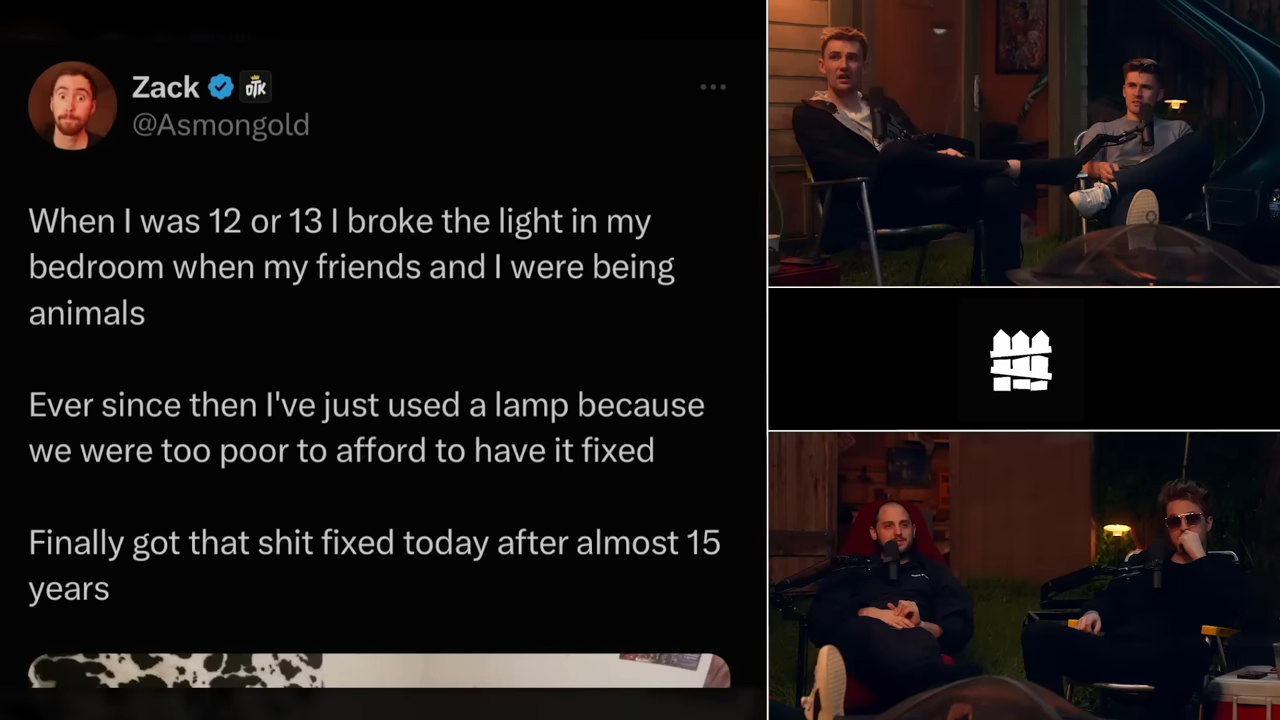 Zack
OTK
@Asmongold
When I was 12 or 13 I broke the light in my
bedroom when my friends and I were being
animals
Ever since then I've just used a lamp because
we were too poor to afford to have it fixed
Finally got that shit fixed today after almost 15
years